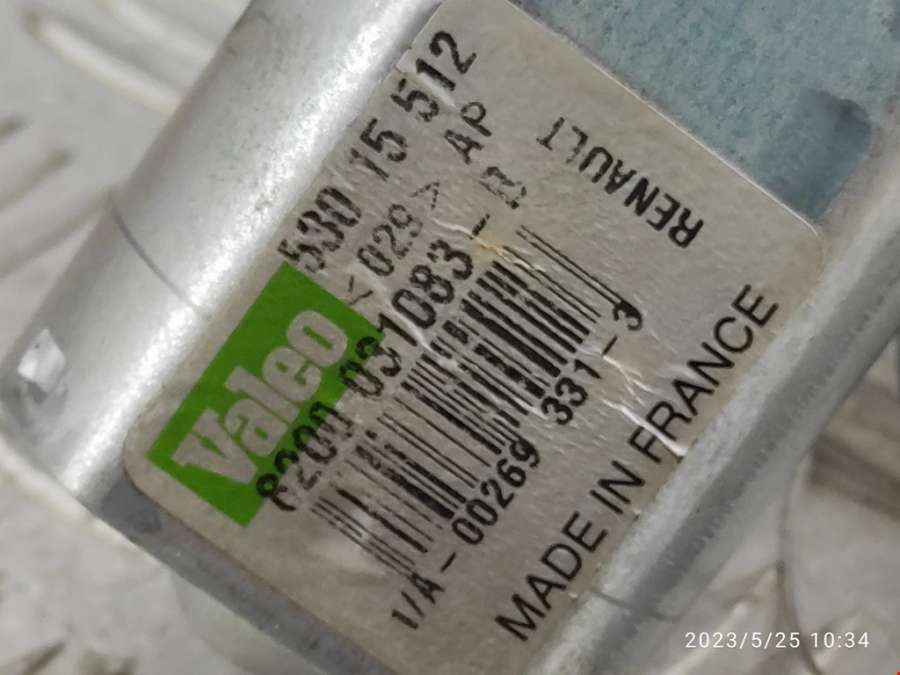 Valeo
530 15 512
<029> AP
8200 031083-B
1/A-00269 331-3
RENAULT
MADE IN FRANCE
2023/5/25 10:34